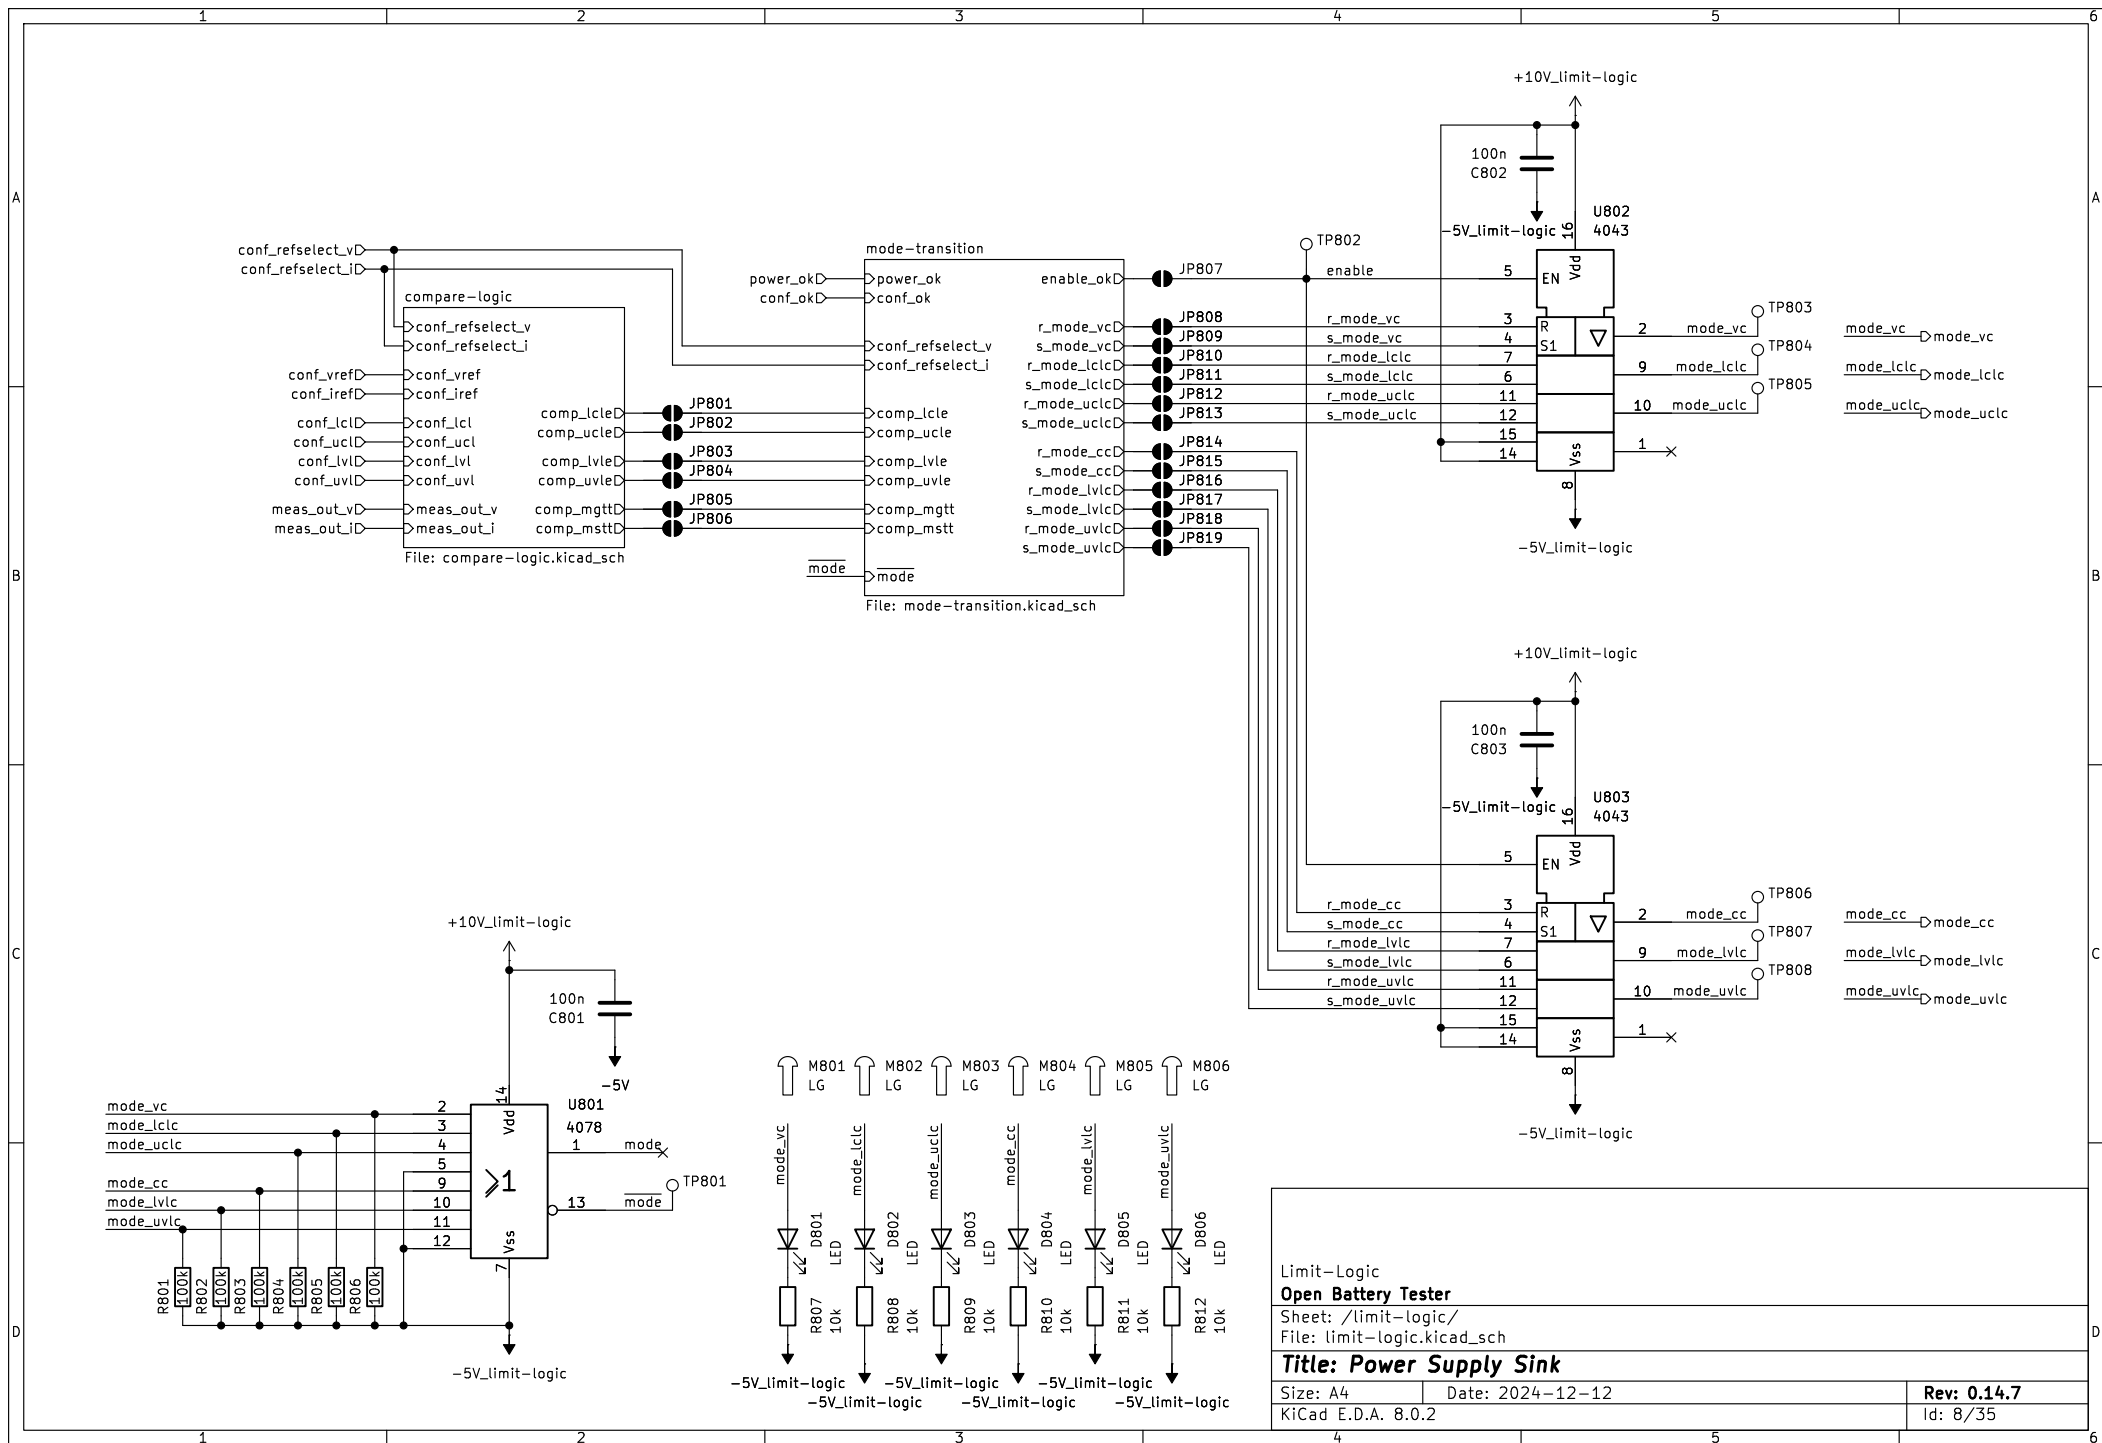 1 2 3 4 5 6
A
B
C
D
conf_refselect_v
conf_refselect_i
compare-logic
conf_refselect_v
conf_refselect_i
conf_vref conf_vref
conf_iref conf_iref
conf_lcl conf_lcl
conf_ucl conf_ucl
conf_lvl conf_lvl
conf_uvl conf_uvl
meas_out_v meas_out_v
meas_out_i meas_out_i
comp_lcle
comp_ucle
comp_lvle
comp_uvle
comp_mgtt
comp_mstt
File: compare-logic.kicad_sch
JP801
JP802
JP803
JP804
JP805
JP806
mode-transition
power_ok power_ok
conf_ok conf_ok
conf_refselect_v
conf_refselect_i
comp_lcle
comp_ucle
comp_lvle
comp_uvle
comp_mgtt
comp_mstt
mode mode
enable_ok
r_mode_vc
s_mode_vc
r_mode_lclc
s_mode_lclc
r_mode_uclc
s_mode_uclc
r_mode_cc
s_mode_cc
r_mode_lvlc
s_mode_lvlc
r_mode_uvlc
s_mode_uvlc
File: mode-transition.kicad_sch
JP807
JP808
JP809
JP810
JP811
JP812
JP813
JP814
JP815
JP816
JP817
JP818
JP819
TP802
+10V_limit-logic
100n
C802
-5V_limit-logic
U802
4043
16
Vdd
enable 5 EN
r_mode_vc 3 R
s_mode_vc 4 S1
r_mode_lclc 7
s_mode_lclc 6
r_mode_uclc 11
s_mode_uclc 12
15
14
Vss
8
-5V_limit-logic
2 mode_vc TP803
9 mode_lclc TP804
10 mode_uclc TP805
1
mode_vc mode_vc
mode_lclc mode_lclc
mode_uclc mode_uclc
+10V_limit-logic
100n
C803
-5V_limit-logic
U803
4043
16
Vdd
5 EN
r_mode_cc 3 R
s_mode_cc 4 S1
r_mode_lvlc 7
s_mode_lvlc 6
r_mode_uvlc 11
s_mode_uvlc 12
15
14
Vss
8
-5V_limit-logic
2 mode_cc TP806
9 mode_lvlc TP807
10 mode_uvlc TP808
1
mode_cc mode_cc
mode_lvlc mode_lvlc
mode_uvlc mode_uvlc
+10V_limit-logic
100n
C801
-5V
14
Vdd
U801
4078
mode_vc 2
mode_lclc 3
mode_uclc 4
5
mode_cc 9
mode_lvlc 10
mode_uvlc 11
12
≥1
1 mode
13 mode
TP801
Vss
7
-5V_limit-logic
R801 100k
R802 100k
R803 100k
R804 100k
R805 100k
R806 100k
M801 M802 M803 M804 M805 M806
LG LG LG LG LG LG
mode_vc
mode_lclc
mode_uclc
mode_cc
mode_lvlc
mode_uvlc
D801 LED
D802 LED
D803 LED
D804 LED
D805 LED
D806 LED
R807 10k
R808 10k
R809 10k
R810 10k
R811 10k
R812 10k
-5V_limit-logic -5V_limit-logic -5V_limit-logic
-5V_limit-logic -5V_limit-logic -5V_limit-logic
Limit-Logic
Open Battery Tester
Sheet: /limit-logic/
File: limit-logic.kicad_sch
Title: Power Supply Sink
Size: A4 Date: 2024-12-12 Rev: 0.14.7
KiCad E.D.A. 8.0.2 Id: 8/35
A
B
C
D
1 2 3 4 5 6